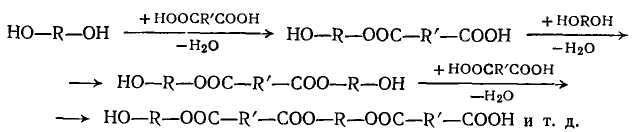 HO—R—OH + HOOCR′COOH −H₂O → HO—R—OOC—R′—COOH + HOROH −H₂O →
→ HO—R—OOC—R′—COO—R—OH + HOOCR′COOH −H₂O →
→ HO—R—OOC—R′—COO—R—OOC—R′—COOH и т. д.